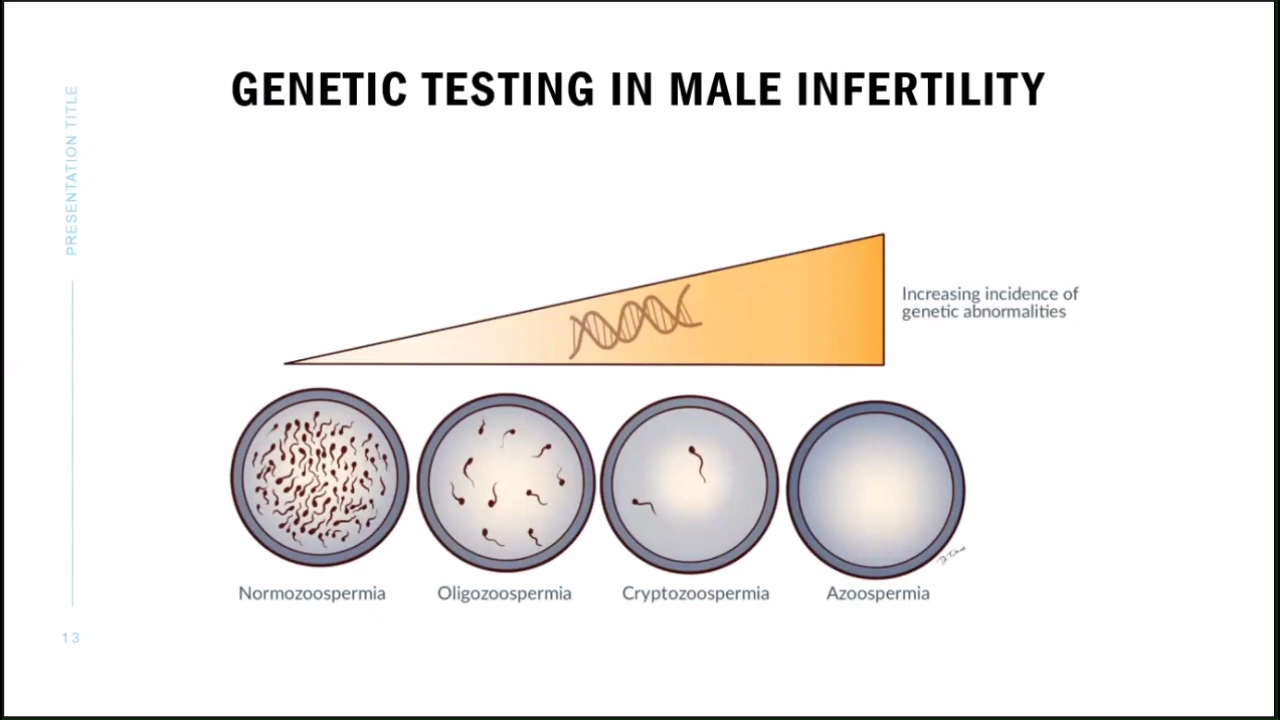 GENETIC TESTING IN MALE INFERTILITY
PRESENTATION TITLE
Increasing incidence of
genetic abnormalities
Normozoospermia
Oligozoospermia
Cryptozoospermia
Azoospermia
13